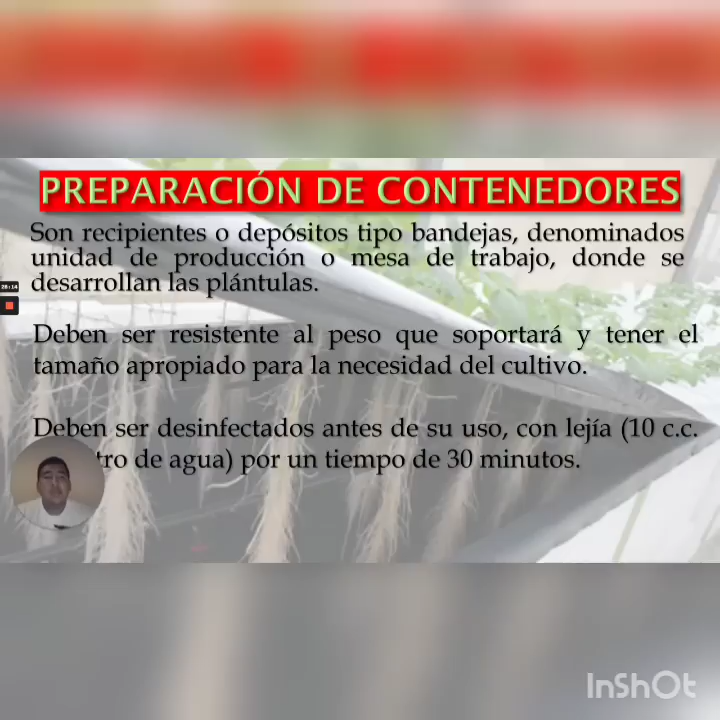 PREPARACIÓN DE CONTENEDORES
Son recipientes o depósitos tipo bandejas, denominados
unidad de producción o mesa de trabajo, donde se
desarrollan las plántulas.
28:14
Deben ser resistente al peso que soportará y tener el
tamaño apropiado para la necesidad del cultivo.
Deben ser desinfectados antes de su uso, con lejía (10 c.c.
de agua) por un tiempo de 30 minutos.
InShOt